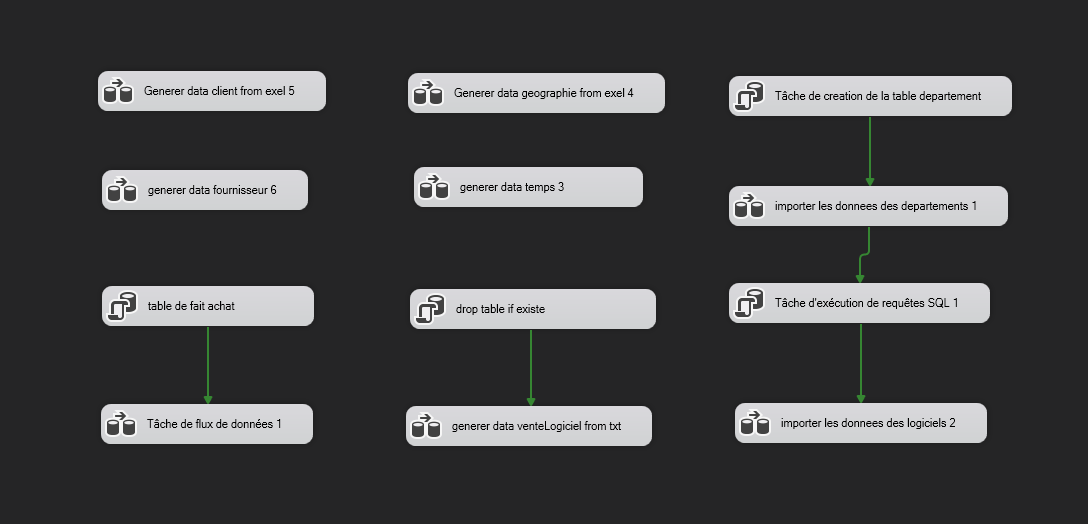 Generer data client from exel 5
Generer data geographie from exel 4
Tâche de creation de la table departement
generer data fournisseur 6
generer data temps 3
importer les donnees des departements 1
table de fait achat
drop table if existe
Tâche d'exécution de requêtes SQL 1
Tâche de flux de données 1
generer data venteLogiciel from txt
importer les donnees des logiciels 2